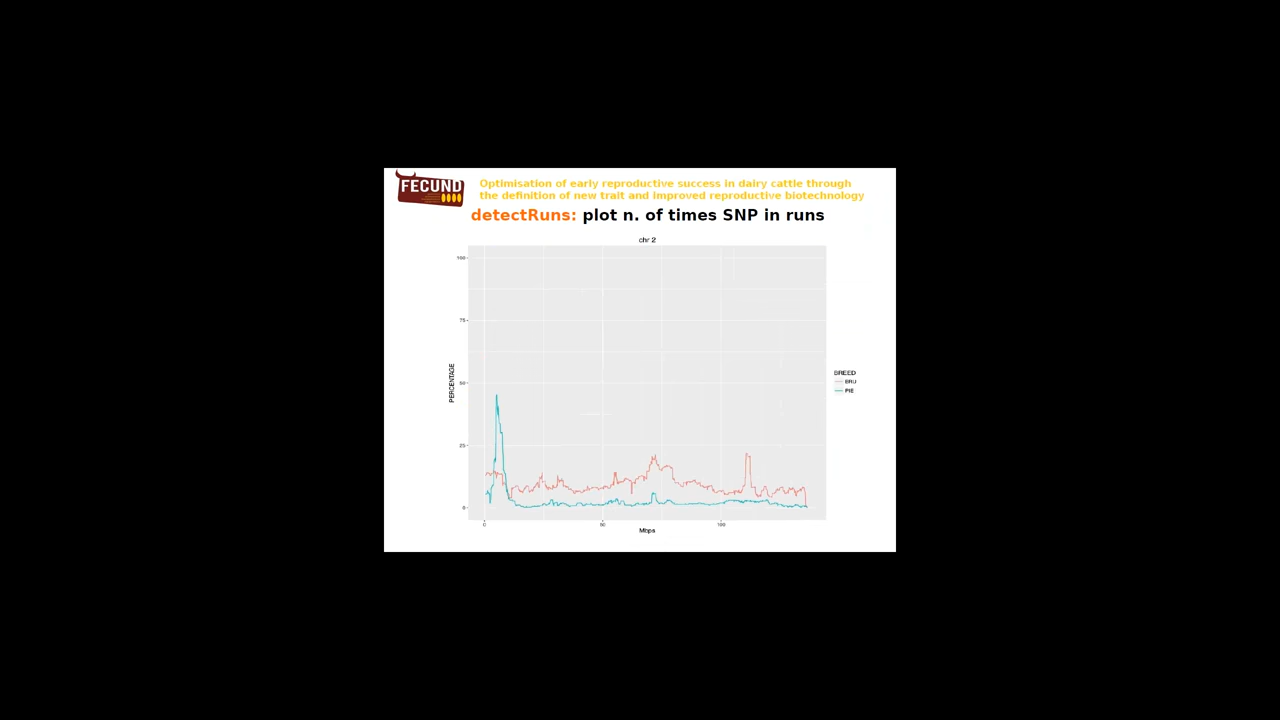 FECUND
Optimisation of early reproductive success in dairy cattle through
the definition of new trait and improved reproductive biotechnology
detectRuns: plot n. of times SNP in runs
chr 2
100
75
50
25
0
PERCENTAGE
0
50
100
Mbps
BREED
BRU
PIE